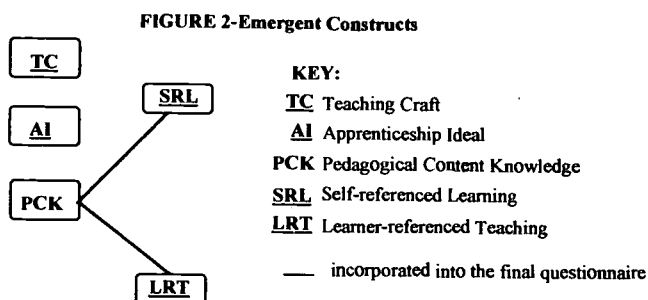 FIGURE 2-Emergent Constructs
TC
SRL
AI
PCK
LRT
KEY:
TC Teaching Craft
AI Apprenticeship Ideal
PCK Pedagogical Content Knowledge
SRL Self-referenced Learning
LRT Learner-referenced Teaching
incorporated into the final questionnaire